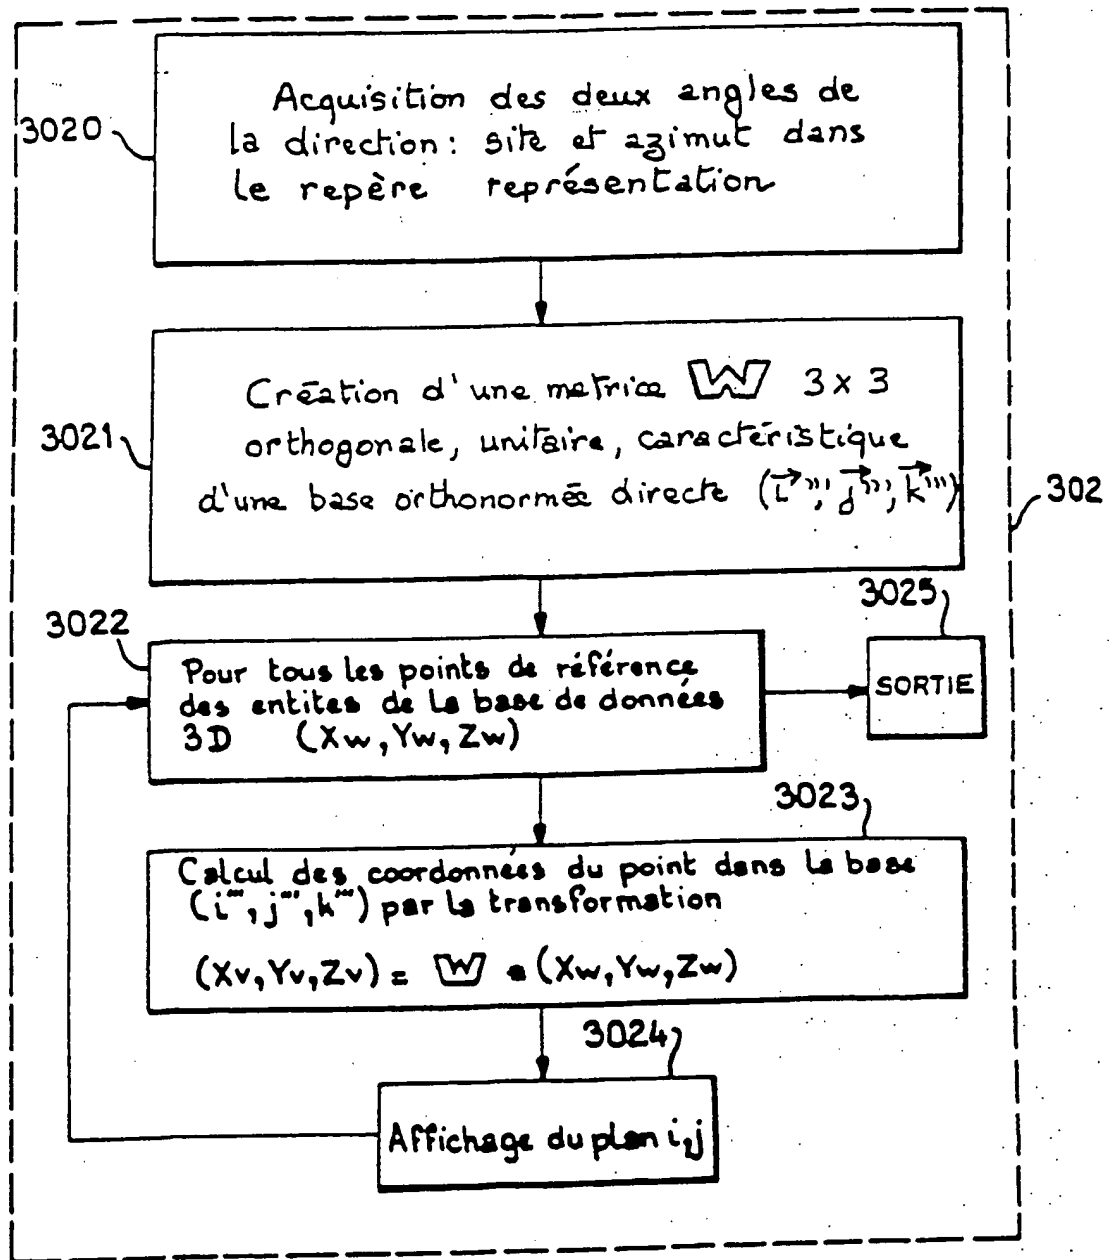 3020
Acquisition des deux angles de
la direction : site et azimut dans
le repère représentation
3021
Création d'une matrice W 3 x 3
orthogonale, unitaire, caractéristique
d'une base orthonormée directe (i''', j''', k''')
302
3022
3025
Pour tous les points de référence
des entites de la base de données
3D (Xw, Yw, Zw)
SORTIE
3023
Calcul des coordonnées du point dans la base
(i''', j''', k''') par la transformation
(Xv, Yv, Zv) = W • (Xw, Yw, Zw)
3024
Affichage du plan i,j